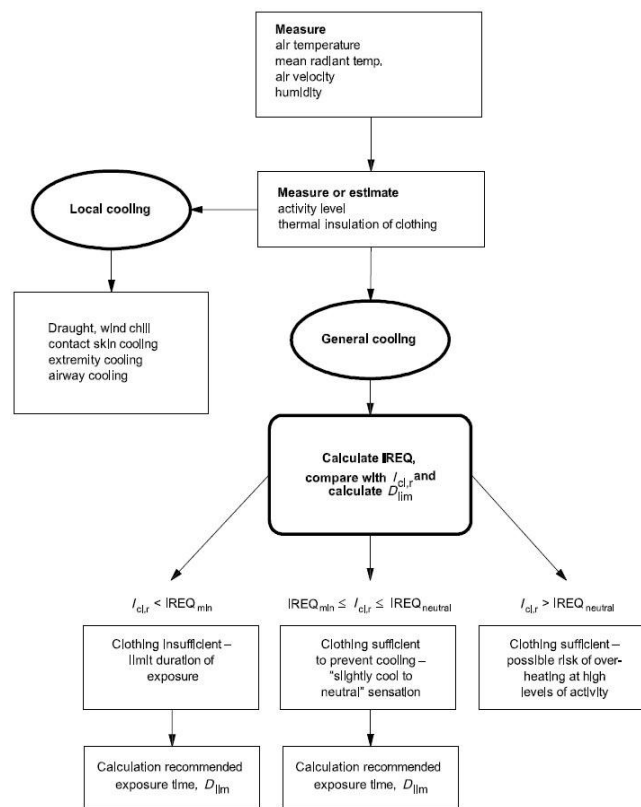 Measure
air temperature
mean radiant temp.
air velocity
humidity
Measure or estimate
activity level
thermal insulation of clothing
Local cooling
Draught, wind chill
contact skin cooling
extremity cooling
airway cooling
General cooling
Calculate IREQ,
compare with Icl,r and
calculate Dlim
Icl,r < IREQmin
IREQmin ≤ Icl,r ≤ IREQneutral
Icl,r > IREQneutral
Clothing insufficient –
limit duration of
exposure
Clothing sufficient
to prevent cooling –
“slightly cool to
neutral” sensation
Clothing sufficient –
possible risk of over-
heating at high
levels of activity
Calculation recommended
exposure time, Dlim
Calculation recommended
exposure time, Dlim